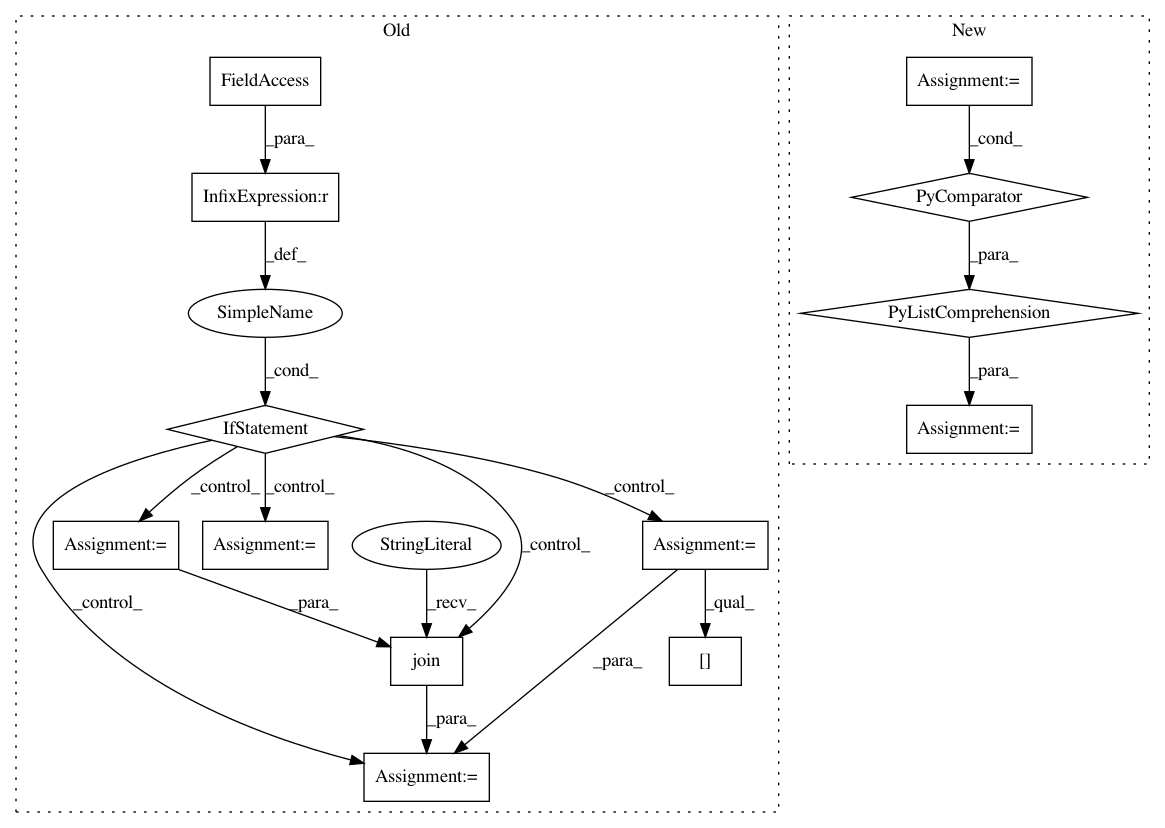 Old
New
FieldAccess
Assignment:=
_para_
_cond_
InfixExpression:r
PyComparator
_def_
_para_
SimpleName
PyListComprehension
_cond_
_para_
IfStatement
Assignment:=
_control_
_control_
_control_
Assignment:=
Assignment:=
StringLiteral
_control_
Assignment:=
_control_
_para_
_recv_
_qual_
join
_para_
[]
_para_
Assignment:=